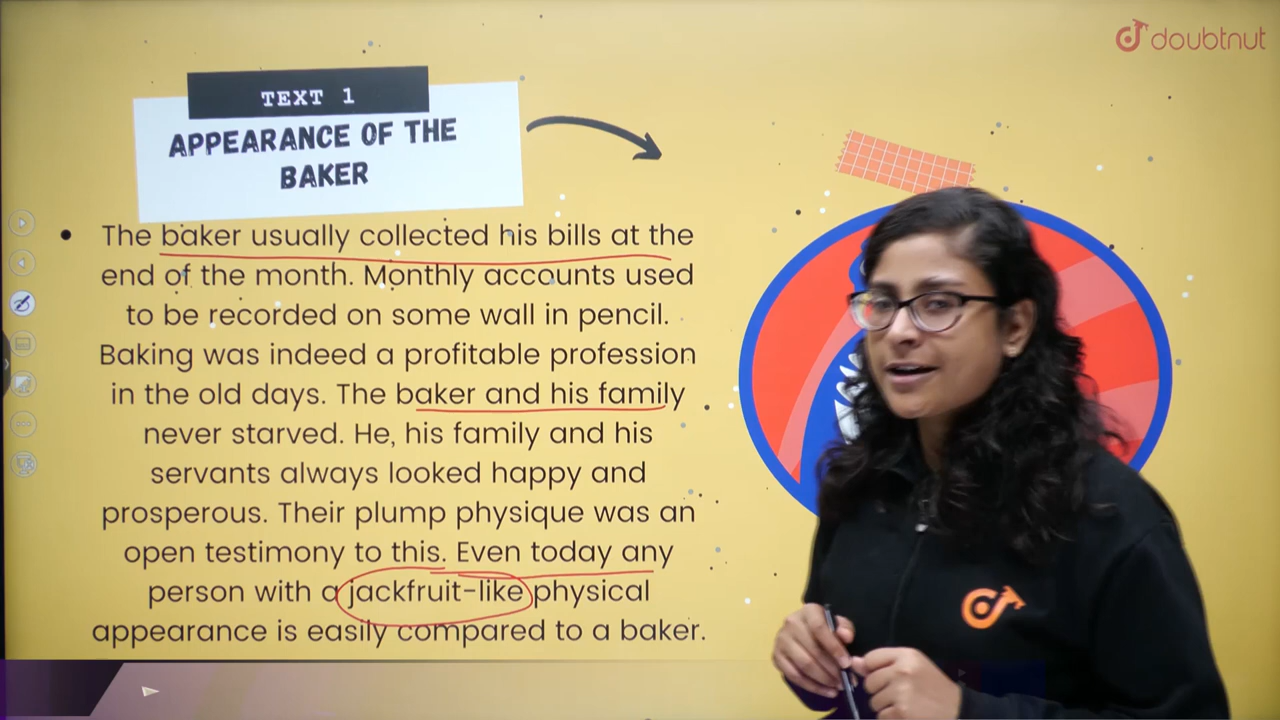 doubtnut
TEXT 1
APPEARANCE OF THE
BAKER
• The baker usually collected his bills at the
end of the month. Monthly accounts used
to be recorded on some wall in pencil.
Baking was indeed a profitable profession
in the old days. The baker and his family
never starved. He, his family and his
servants always looked happy and
prosperous. Their plump physique was an
open testimony to this. Even today any
person with a jackfruit-like physical
appearance is easily compared to a baker.